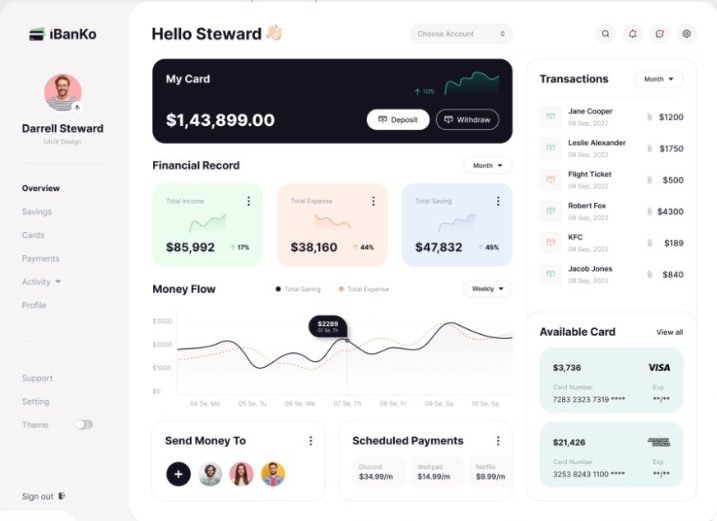 iBanKo
Darrell Steward
UIUX Design
Overview
Savings
Cards
Payments
Activity
Profile
Support
Setting
Theme
Sign out
Hello Steward 👋🏻
Choose Account
My Card
↑ 10%
$1,43,899.00
Deposit
Withdraw
Financial Record
Month
Total Income
$85,992
↑ 17%
Total Expense
$38,160
↑ 44%
Total Saving
$47,832
↑ 45%
Money Flow
Total Saving
Total Expense
Weekly
$3000
$2000
$1000
$0
$2289
07 Se, Th
04 Se, Mo
05 Se, Tu
06 Se, We
07 Se, Th
08 Se, Fr
09 Se, Sa
10 Se, Su
Send Money To
Scheduled Payments
Discord
$34.99/m
Wattpad
$14.99/m
Netflix
$9.99/m
Transactions
Month
Jane Cooper
08 Sep, 2022
$1200
Leslie Alexander
08 Sep, 2022
$1750
Flight Ticket
08 Sep, 2022
$500
Robert Fox
08 Sep, 2022
$4300
KFC
08 Sep, 2022
$189
Jacob Jones
08 Sep, 2022
$840
Available Card
View all
$3,736
VISA
Card Number
Exp
7283 2323 7319 ****
**/**
$21,426
Card Number
Exp
3253 8243 1100 ****
**/**